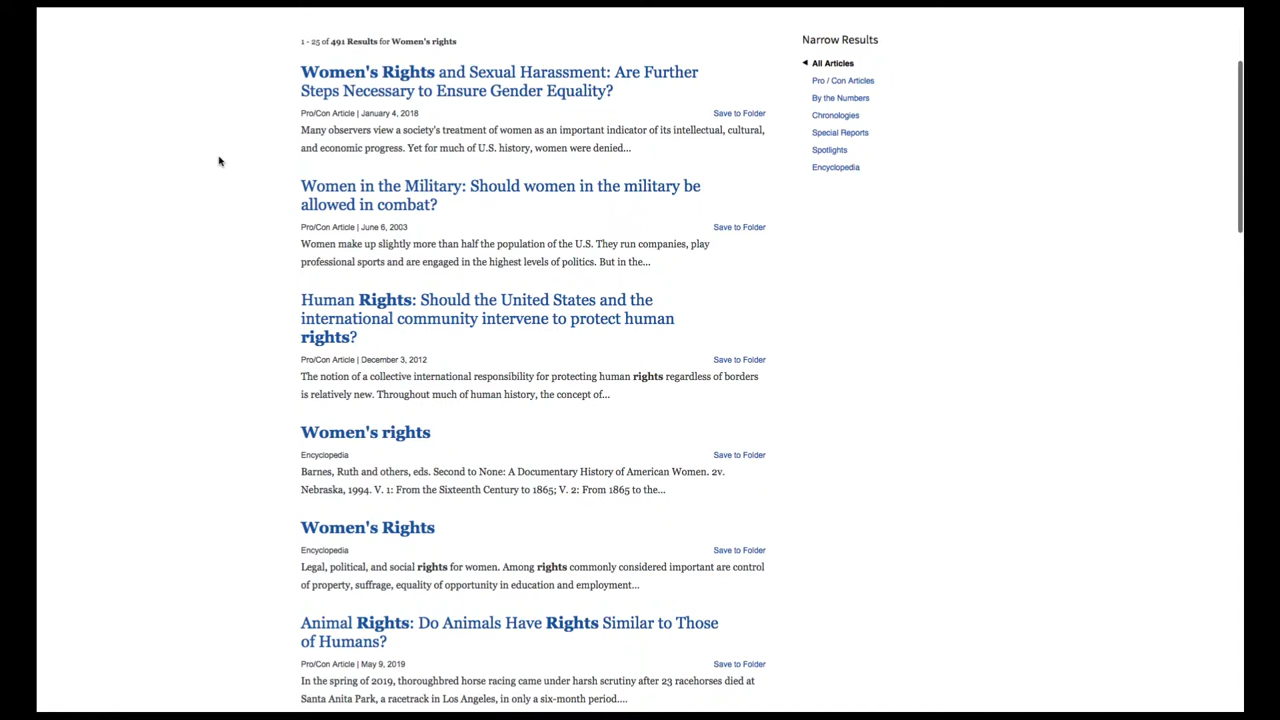 1 - 25 of 491 Results for Women's rights
Women's Rights and Sexual Harassment: Are Further
Steps Necessary to Ensure Gender Equality?
Pro/Con Article | January 4, 2018
Save to Folder
Many observers view a society's treatment of women as an important indicator of its intellectual, cultural,
and economic progress. Yet for much of U.S. history, women were denied...
Women in the Military: Should women in the military be
allowed in combat?
Pro/Con Article | June 6, 2003
Save to Folder
Women make up slightly more than half the population of the U.S. They run companies, play
professional sports and are engaged in the highest levels of politics. But in the...
Human Rights: Should the United States and the
international community intervene to protect human
rights?
Pro/Con Article | December 3, 2012
Save to Folder
The notion of a collective international responsibility for protecting human rights regardless of borders
is relatively new. Throughout much of human history, the concept of...
Women's rights
Encyclopedia
Save to Folder
Barnes, Ruth and others, eds. Second to None: A Documentary History of American Women. 2v.
Nebraska, 1994. V. 1: From the Sixteenth Century to 1865; V. 2: From 1865 to the...
Women's Rights
Encyclopedia
Save to Folder
Legal, political, and social rights for women. Among rights commonly considered important are control
of property, suffrage, equality of opportunity in education and employment...
Animal Rights: Do Animals Have Rights Similar to Those
of Humans?
Pro/Con Article | May 9, 2019
Save to Folder
In the spring of 2019, thoroughbred horse racing came under harsh scrutiny after 23 racehorses died at
Santa Anita Park, a racetrack in Los Angeles, in only a six-month period....
Narrow Results
All Articles
Pro / Con Articles
By the Numbers
Chronologies
Special Reports
Spotlights
Encyclopedia